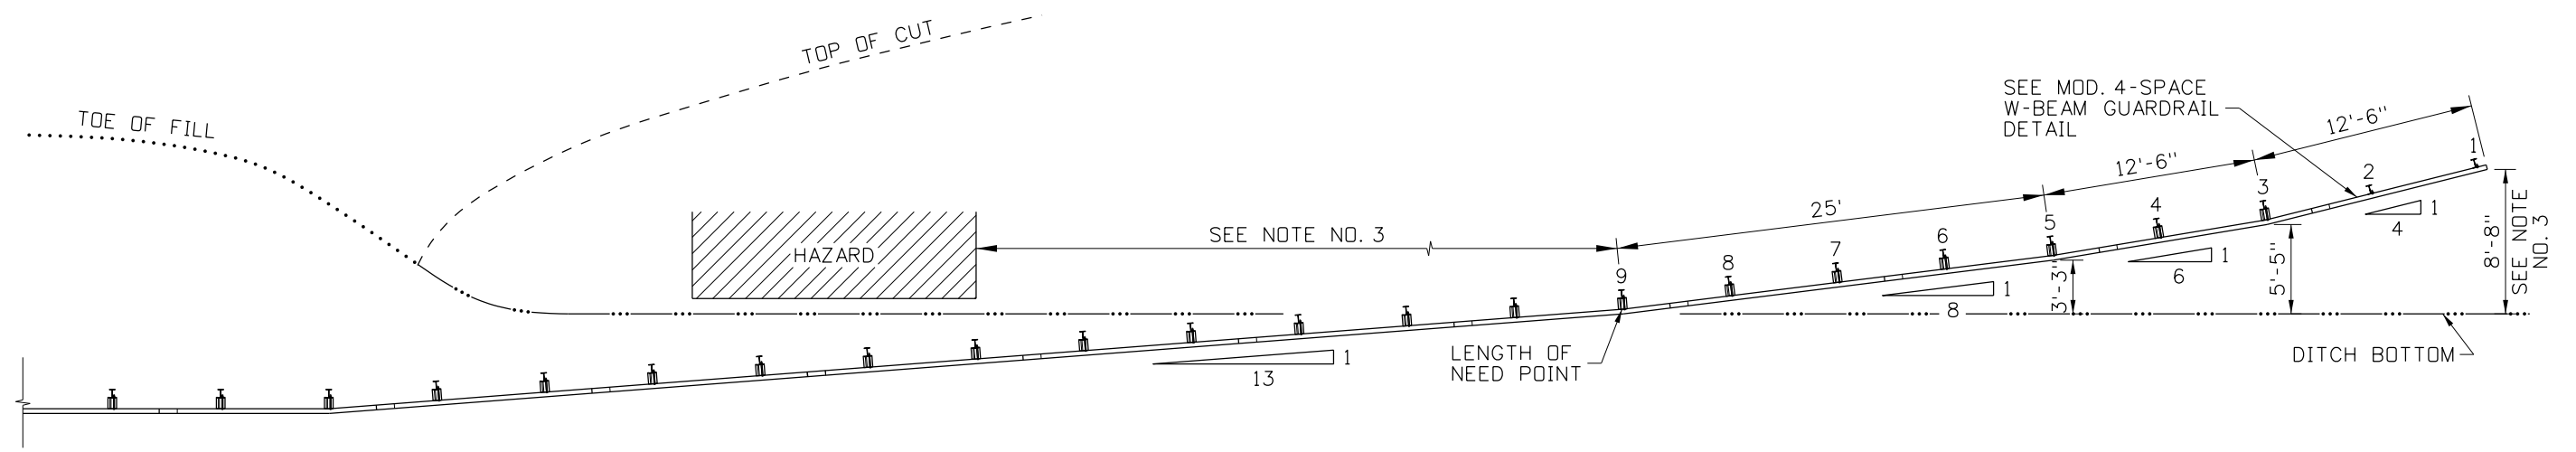 TOP OF CUT
TOE OF FILL
SEE MOD. 4-SPACE
W-BEAM GUARDRAIL
DETAIL
12'-6"
12'-6"
25'
SEE NOTE NO. 3
HAZARD
1
2
3
4
5
6
7
8
9
1
4
1
6
1
8
1
13
3'-3"
5'-5"
8'-8"
SEE NOTE
NO. 3
LENGTH OF
NEED POINT
DITCH BOTTOM